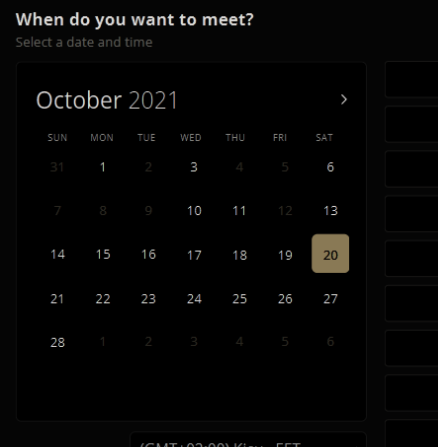 When do you want to meet?
Select a date and time
October 2021
SUN MON TUE WED THU FRI SAT
31 1 2 3 4 5 6
7 8 9 10 11 12 13
14 15 16 17 18 19 20
21 22 23 24 25 26 27
28 1 2 3 4 5 6
(GMT+02:00) Kiev - EET